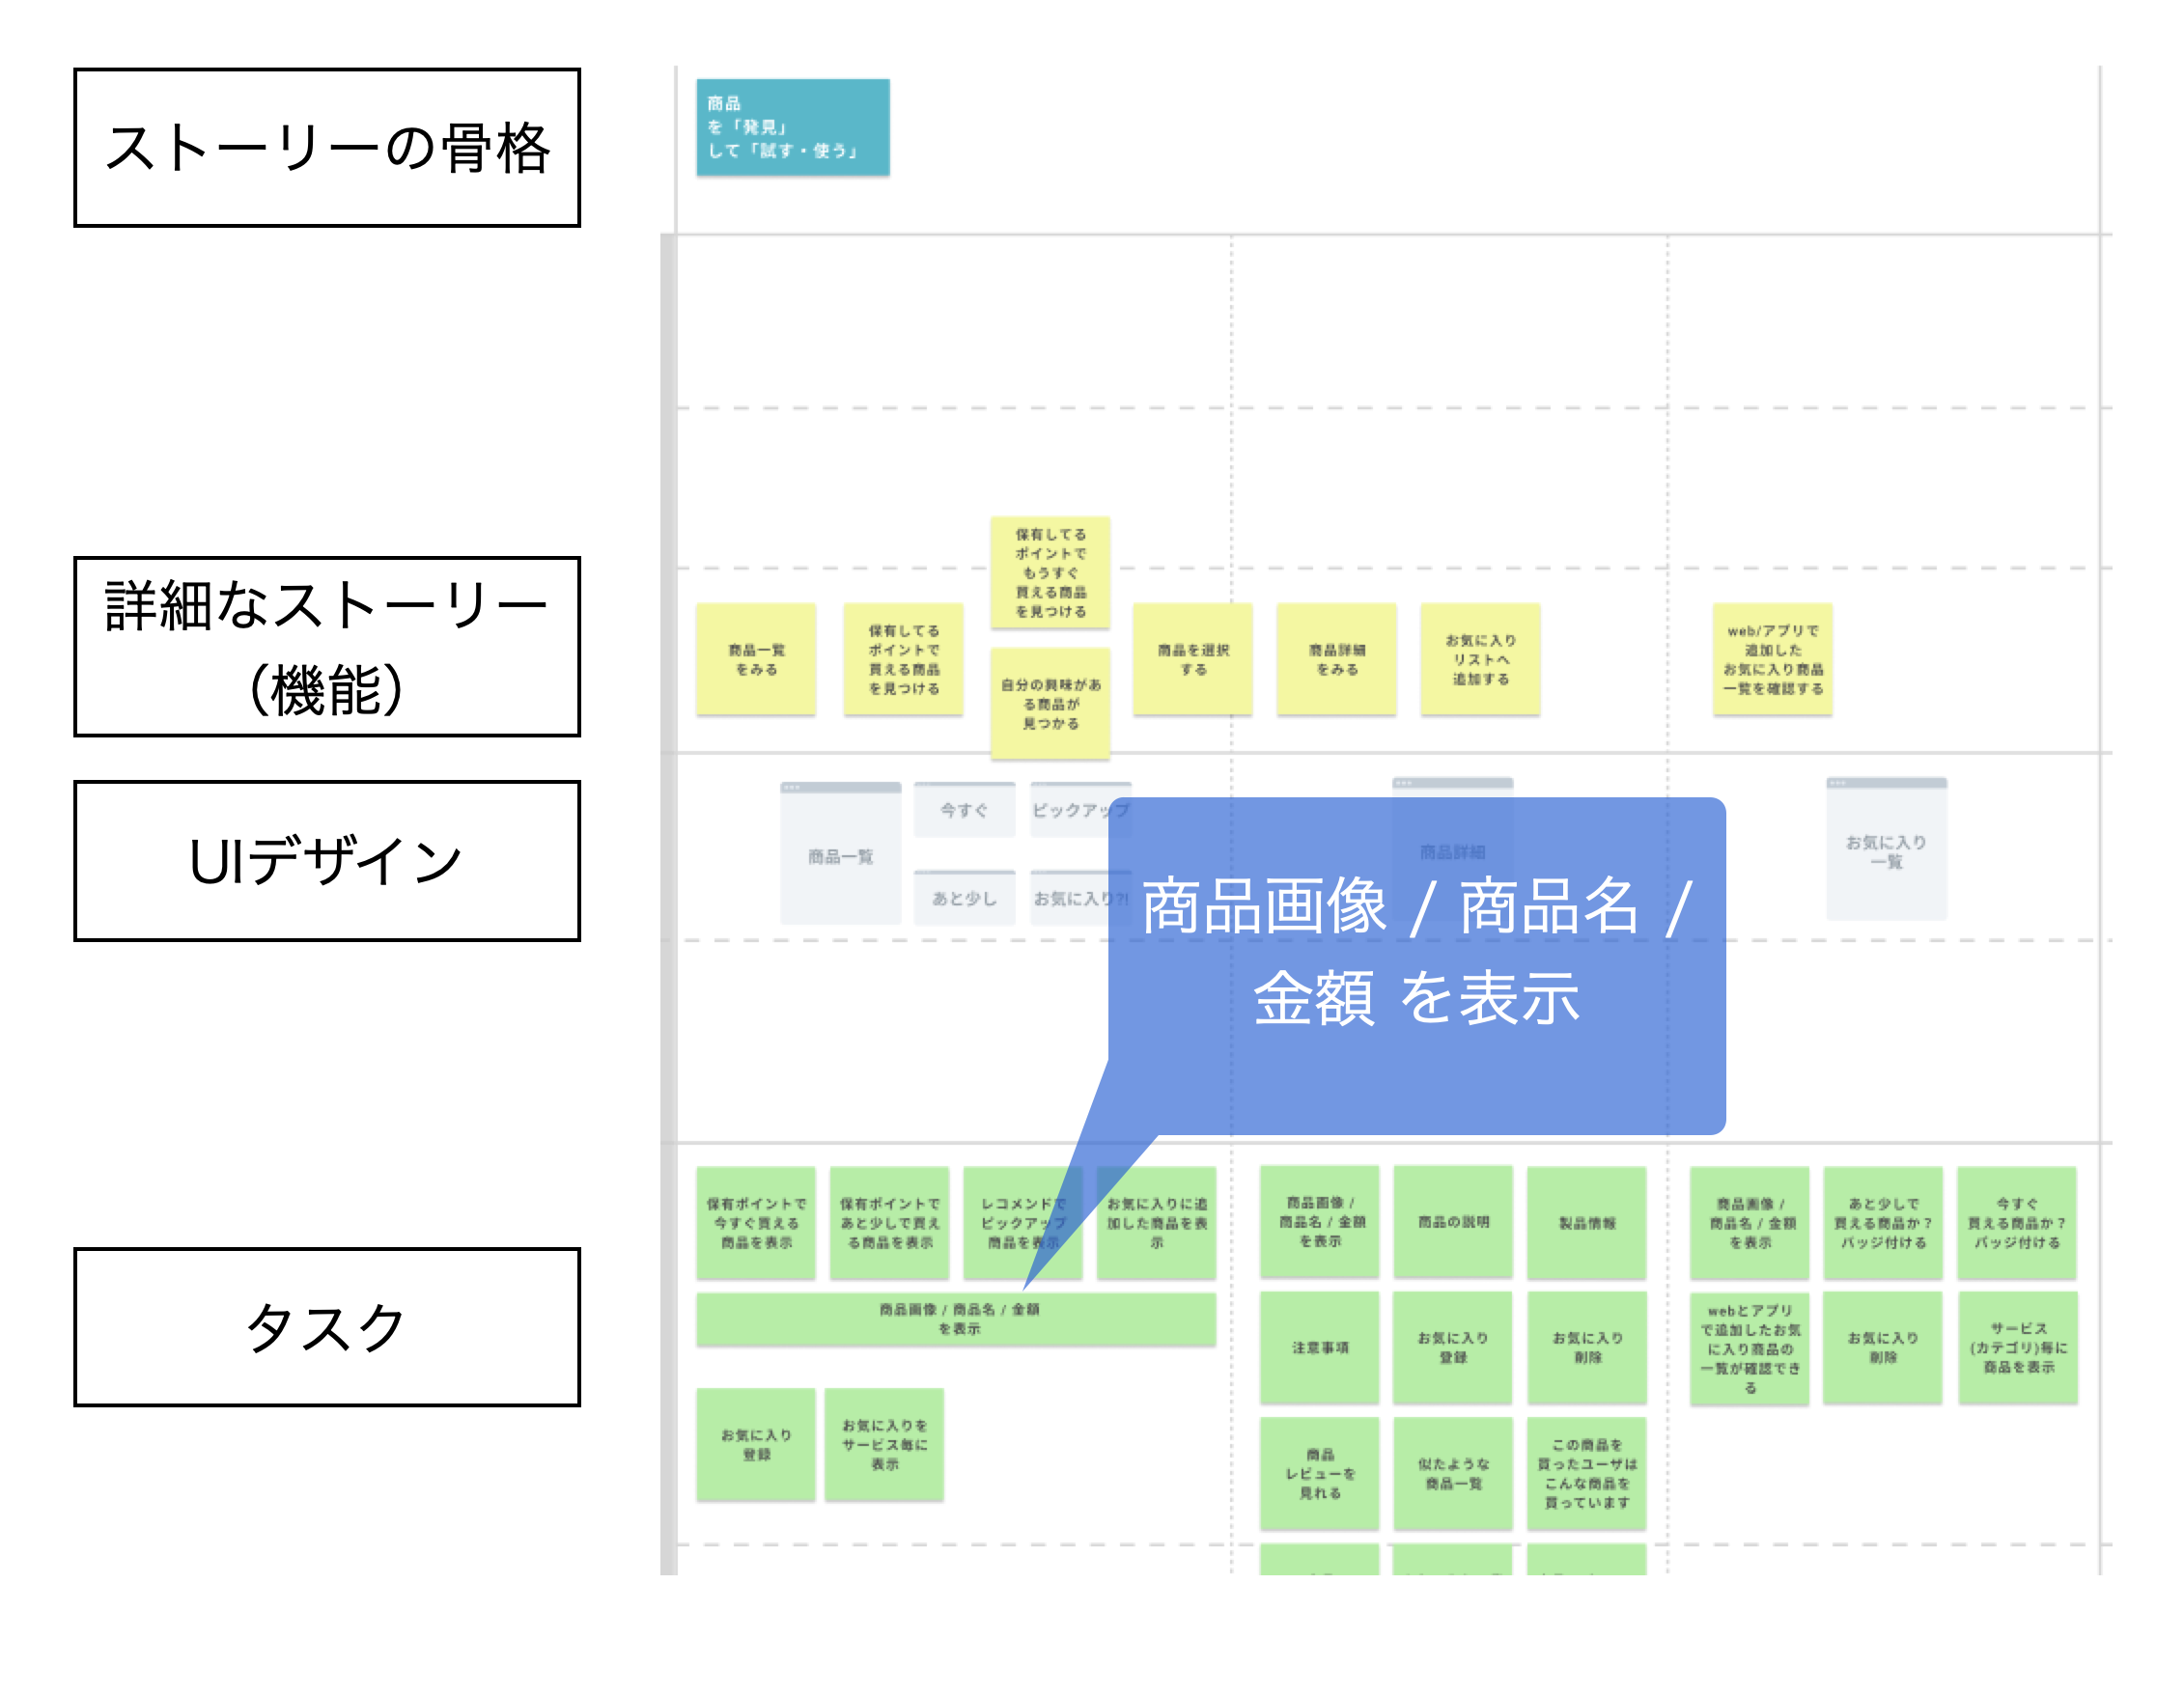 ストーリーの骨格
商品
を「発見」
して「試す・使う」
詳細なストーリー
（機能）
商品一覧
をみる
保有してる
ポイントで
買える商品
を見つける
保有してる
ポイントで
もうすぐ
買える商品
を見つける
自分の興味があ
る商品が
見つかる
商品を選択
する
商品詳細
をみる
お気に入り
リストへ
追加する
web/アプリで
追加した
お気に入り商品
一覧を確認する
UIデザイン
商品一覧
今すぐ
ピックアップ
あと少し
お気に入り?!
商品詳細
お気に入り
一覧
商品画像 / 商品名 /
金額 を表示
タスク
保有ポイントで
今すぐ買える
商品を表示
保有ポイントで
あと少しで買え
る商品を表示
レコメンドで
ピックアップ
商品を表示
お気に入りに追
加した商品を表
示
商品画像 / 商品名 / 金額
を表示
お気に入り
登録
お気に入りを
サービス毎に
表示
商品画像 /
商品名 / 金額
を表示
商品の説明
製品情報
注意事項
お気に入り
登録
お気に入り
削除
商品
レビューを
見れる
似たような
商品一覧
この商品を
買ったユーザは
こんな商品を
買っています
商品画像 /
商品名 / 金額
を表示
あと少しで
買える商品か？
バッジ付ける
今すぐ
買える商品か？
バッジ付ける
webとアプリ
で追加したお気
に入り商品の
一覧が確認でき
る
お気に入り
削除
サービス
(カテゴリ)毎に
商品を表示